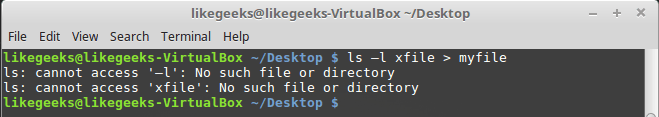 likegeeks@likegeeks-VirtualBox ~/Desktop
File Edit View Search Terminal Help
likegeeks@likegeeks-VirtualBox ~/Desktop $ ls –l xfile > myfile
ls: cannot access '–l': No such file or directory
ls: cannot access 'xfile': No such file or directory
likegeeks@likegeeks-VirtualBox ~/Desktop $